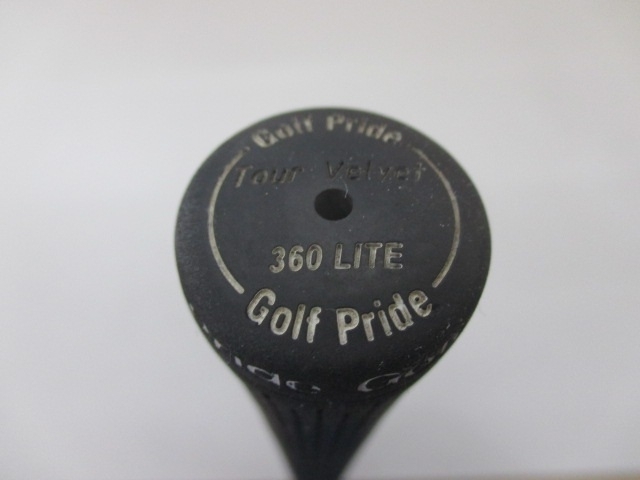 Golf Pride
Tour Velvet
360 LITE
Golf Pride